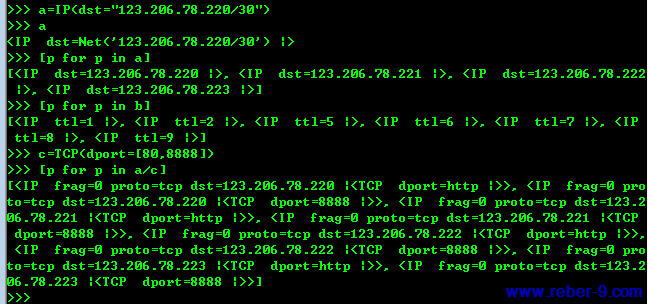 >>> a=IP(dst="123.206.78.220/30")
>>> a
<IP  dst=Net('123.206.78.220/30') |>
>>> [p for p in a]
[<IP  dst=123.206.78.220 |>, <IP  dst=123.206.78.221 |>, <IP  dst=123.206.78.222
 |>, <IP  dst=123.206.78.223 |>]
>>> [p for p in b]
[<IP  ttl=1 |>, <IP  ttl=2 |>, <IP  ttl=5 |>, <IP  ttl=6 |>, <IP  ttl=7 |>, <IP
 ttl=8 |>, <IP  ttl=9 |>]
>>> c=TCP(dport=[80,8888])
>>> [p for p in a/c]
[<IP  frag=0 proto=tcp dst=123.206.78.220 |<TCP  dport=http |>>, <IP  frag=0 pro
to=tcp dst=123.206.78.220 |<TCP  dport=8888 |>>, <IP  frag=0 proto=tcp dst=123.2
06.78.221 |<TCP  dport=http |>>, <IP  frag=0 proto=tcp dst=123.206.78.221 |<TCP
 dport=8888 |>>, <IP  frag=0 proto=tcp dst=123.206.78.222 |<TCP  dport=http |>>,
 <IP  frag=0 proto=tcp dst=123.206.78.222 |<TCP  dport=8888 |>>, <IP  frag=0 pro
to=tcp dst=123.206.78.223 |<TCP  dport=http |>>, <IP  frag=0 proto=tcp dst=123.2
06.78.223 |<TCP  dport=8888 |>>]
>>>
www.reber-9.com